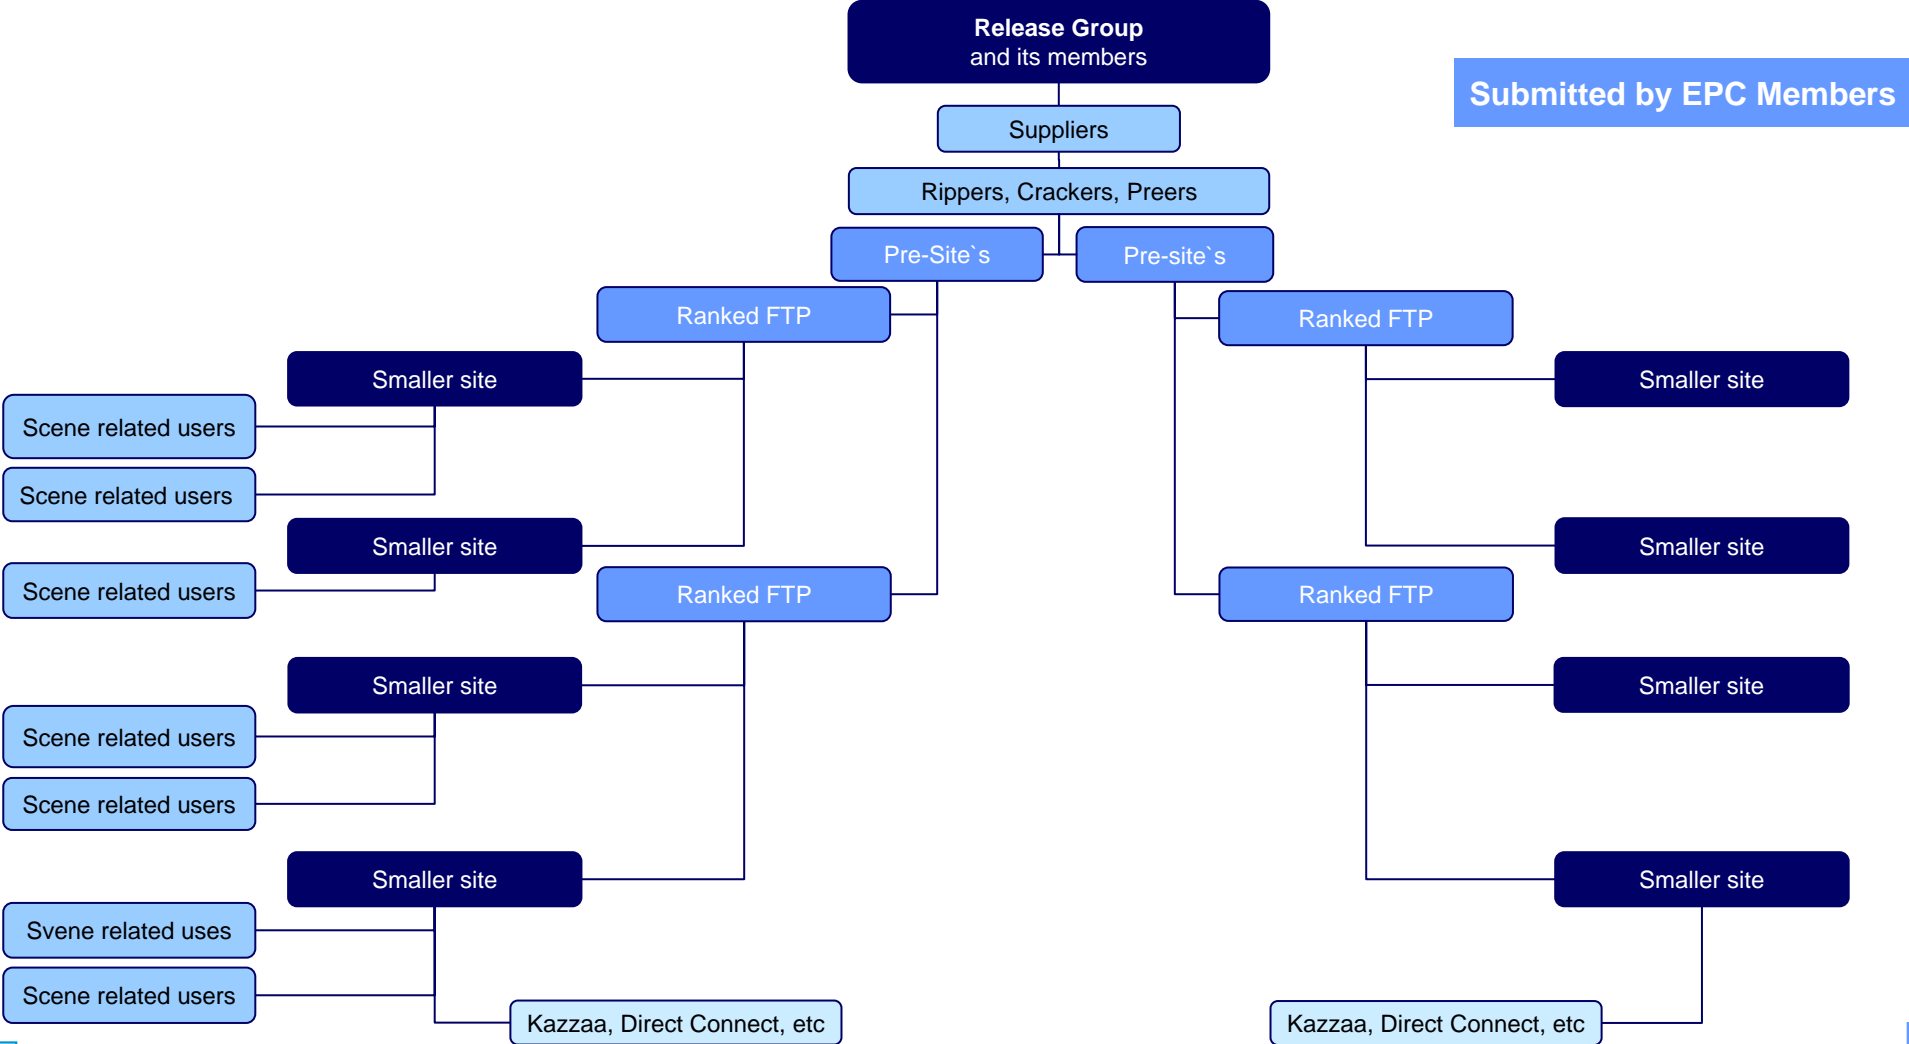 Release Group
and its members
Submitted by EPC Members
Suppliers
Rippers, Crackers, Preers
Pre-Site`s
Pre-site`s
Ranked FTP
Ranked FTP
Smaller site
Smaller site
Scene related users
Scene related users
Smaller site
Smaller site
Scene related users
Ranked FTP
Ranked FTP
Smaller site
Smaller site
Scene related users
Scene related users
Smaller site
Smaller site
Svene related uses
Scene related users
Kazzaa, Direct Connect, etc
Kazzaa, Direct Connect, etc